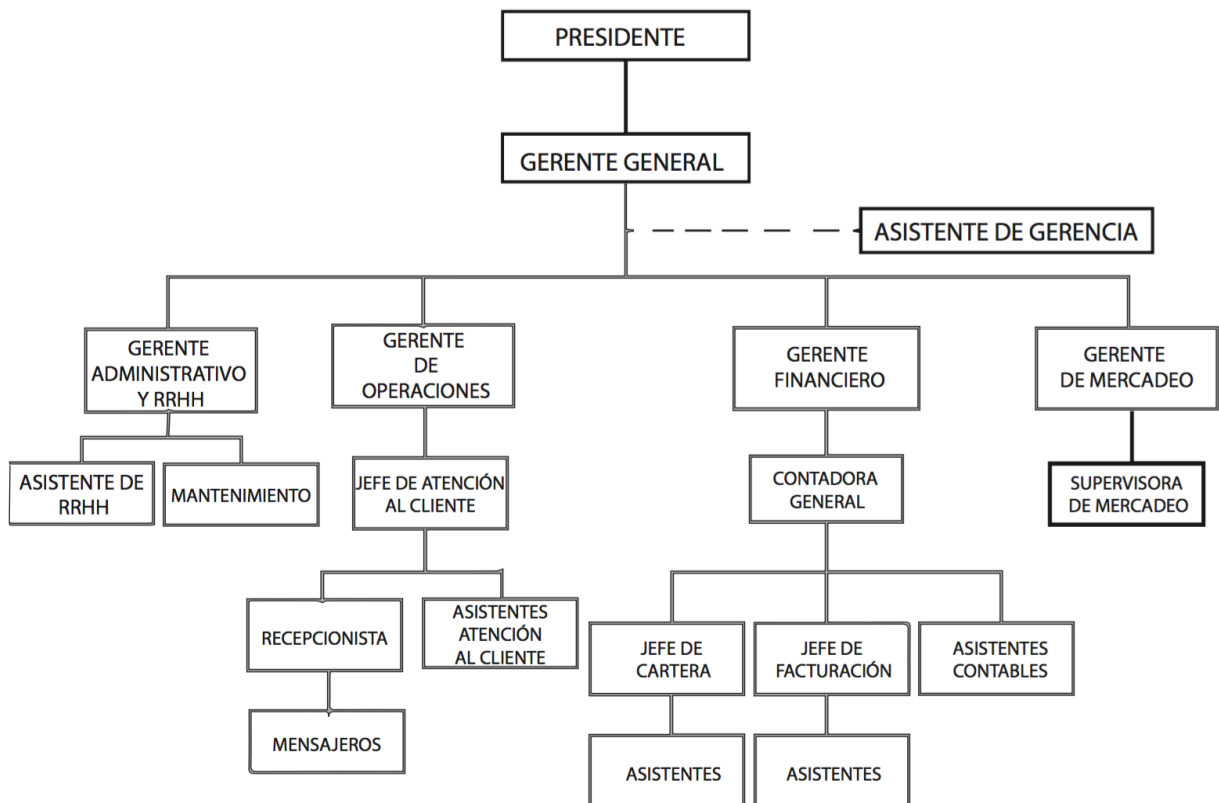 PRESIDENTE
GERENTE GENERAL
ASISTENTE DE GERENCIA
GERENTE
ADMINISTRATIVO
Y RRHH
GERENTE
DE
OPERACIONES
GERENTE
FINANCIERO
GERENTE
DE MERCADEO
ASISTENTE DE
RRHH
MANTENIMIENTO
JEFE DE ATENCIÓN
AL CLIENTE
CONTADORA
GENERAL
SUPERVISORA
DE MERCADEO
RECEPCIONISTA
ASISTENTES
ATENCIÓN
AL CLIENTE
JEFE DE
CARTERA
JEFE DE
FACTURACIÓN
ASISTENTES
CONTABLES
MENSAJEROS
ASISTENTES
ASISTENTES